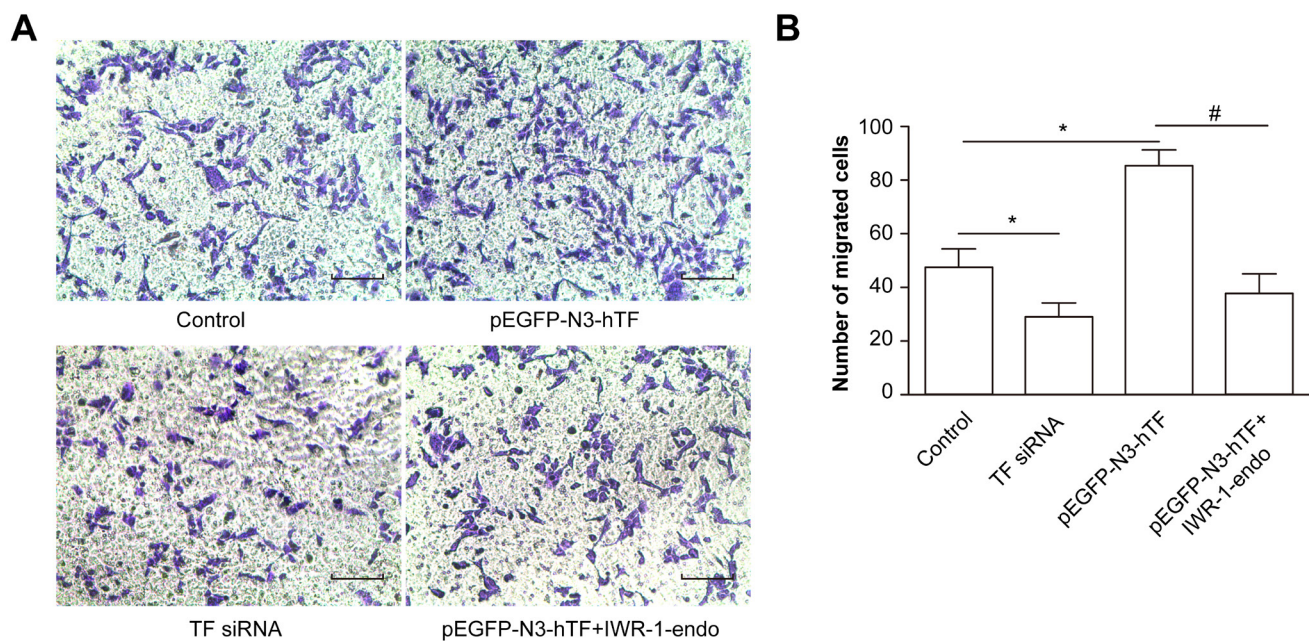 A
Control
pEGFP-N3-hTF
TF siRNA
pEGFP-N3-hTF+IWR-1-endo
B
Number of migrated cells
100
80
60
40
20
0
*
*
#
Control
TF siRNA
pEGFP-N3-hTF
pEGFP-N3-hTF+
IWR-1-endo